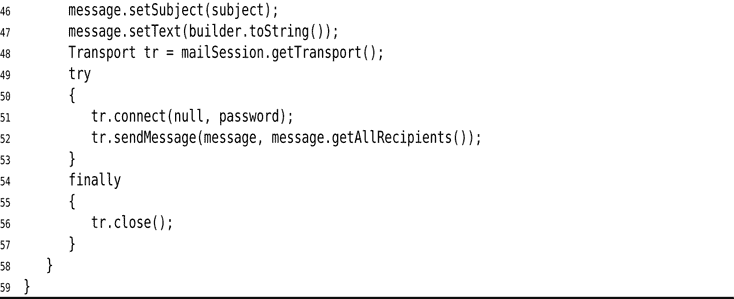 46 message.setSubject(subject);
47 message.setText(builder.toString());
48 Transport tr = mailSession.getTransport();
49 try
50 {
51 tr.connect(null, password);
52 tr.sendMessage(message, message.getAllRecipients());
53 }
54 finally
55 {
56 tr.close();
57 }
58 }
59 }